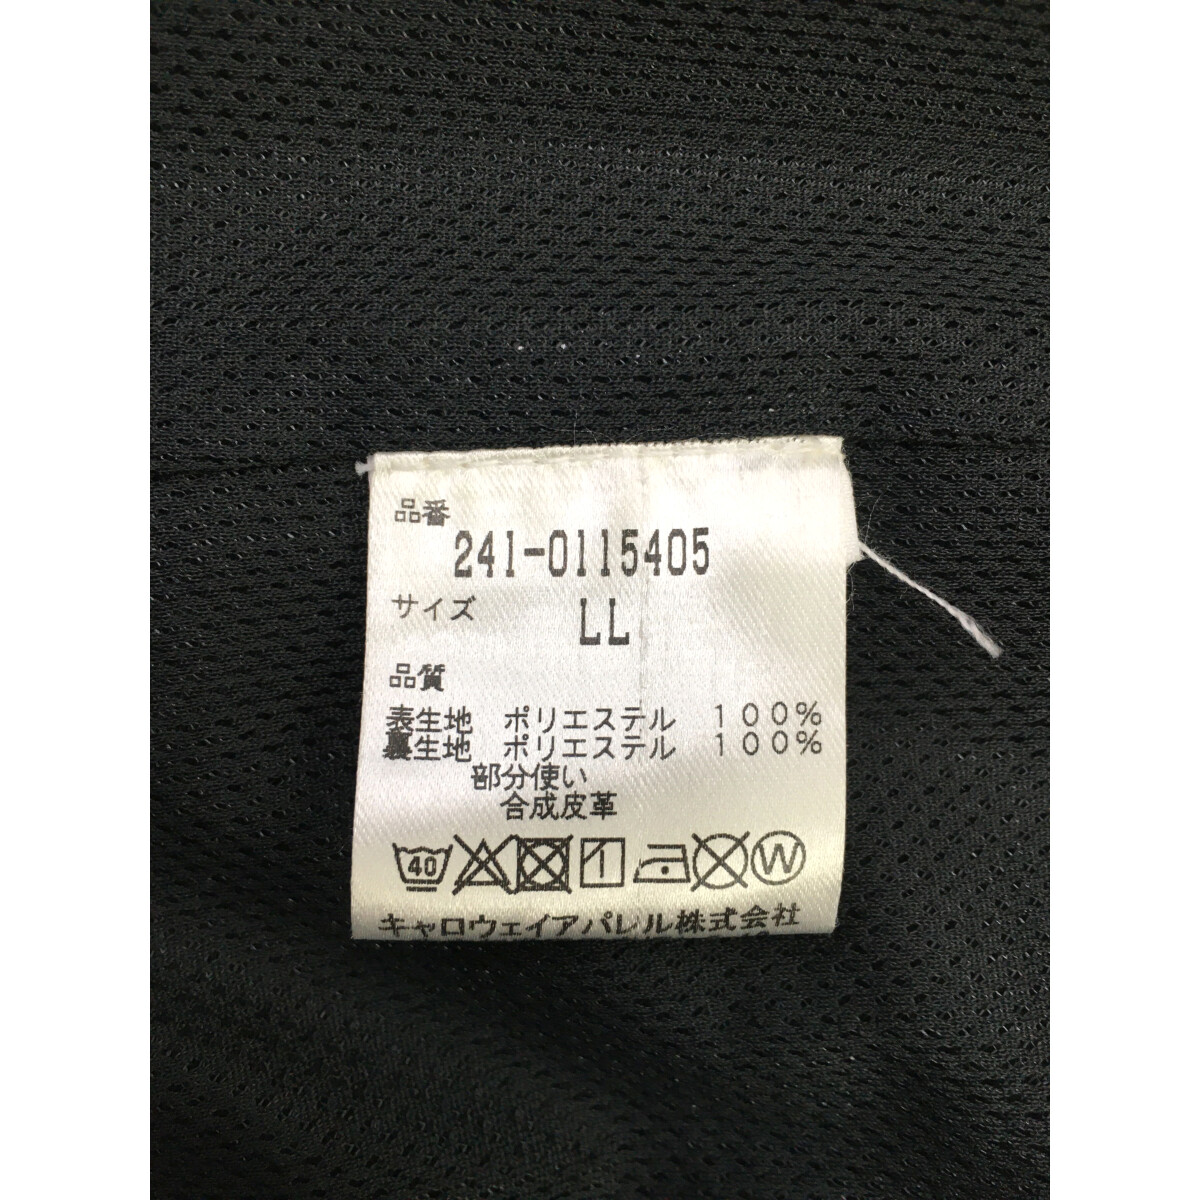 品番
241-0115405
サイズ LL
品質
表生地 ポリエステル 100%
裏生地 ポリエステル 100%
部分使い
合成皮革
40 W
キャロウェイアパレル株式会社